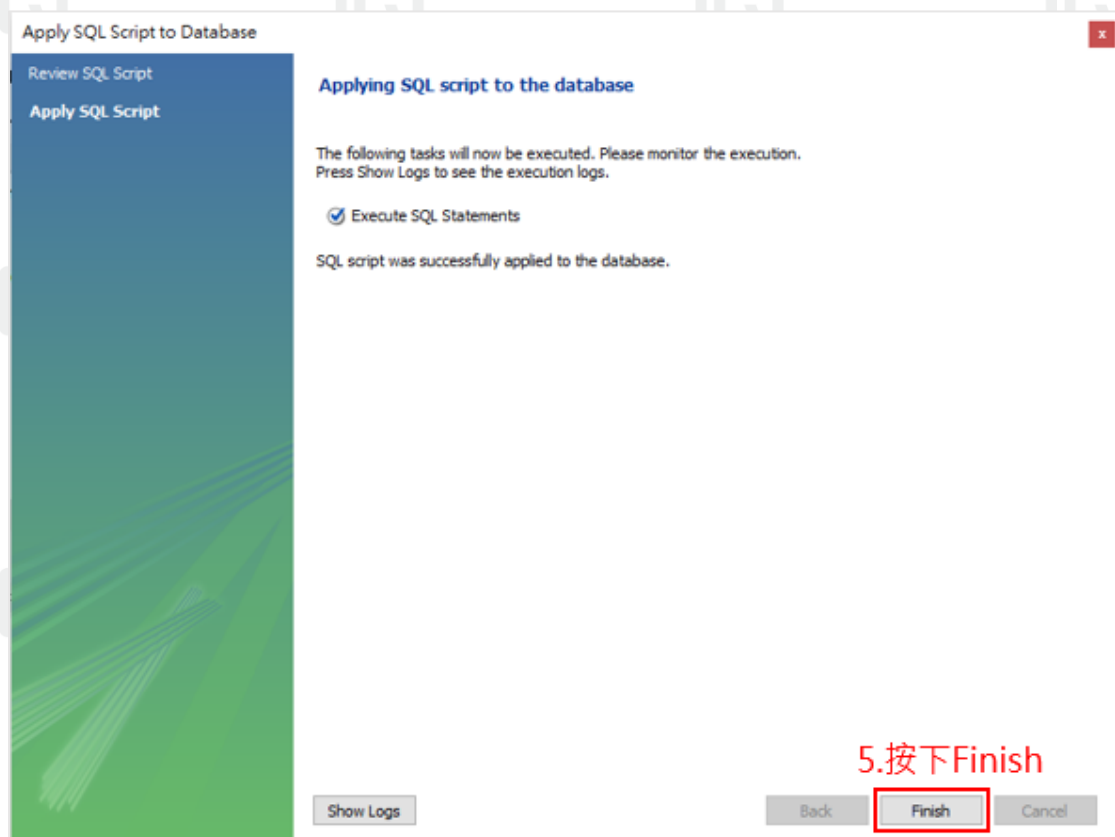 Apply SQL Script to Database
x
Review SQL Script
Apply SQL Script
Applying SQL script to the database
The following tasks will now be executed. Please monitor the execution.
Press Show Logs to see the execution logs.
Execute SQL Statements
SQL script was successfully applied to the database.
5.按下Finish
Show Logs
Back
Finish
Cancel